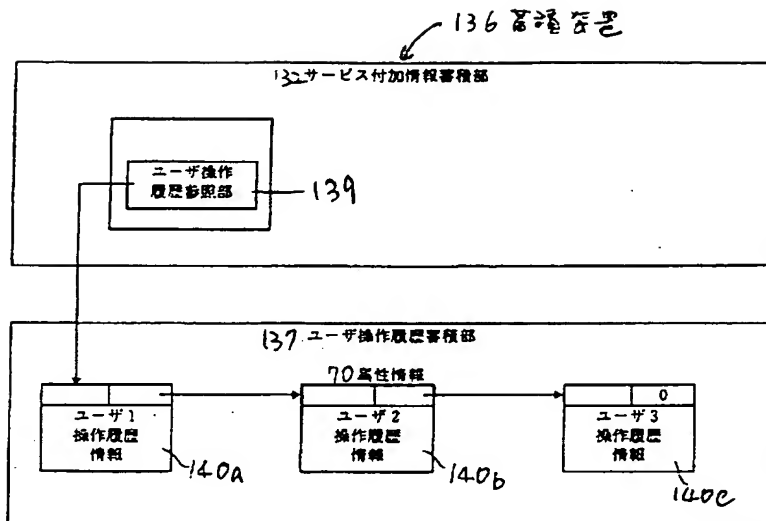 136 蓄積装置
132 サービス付加情報蓄積部
ユーザ操作
履歴参照部
139
137 ユーザ操作履歴蓄積部
70 属性情報
0
ユーザ1
操作履歴
情報
140a
ユーザ2
操作履歴
情報
140b
ユーザ3
操作履歴
情報
140c